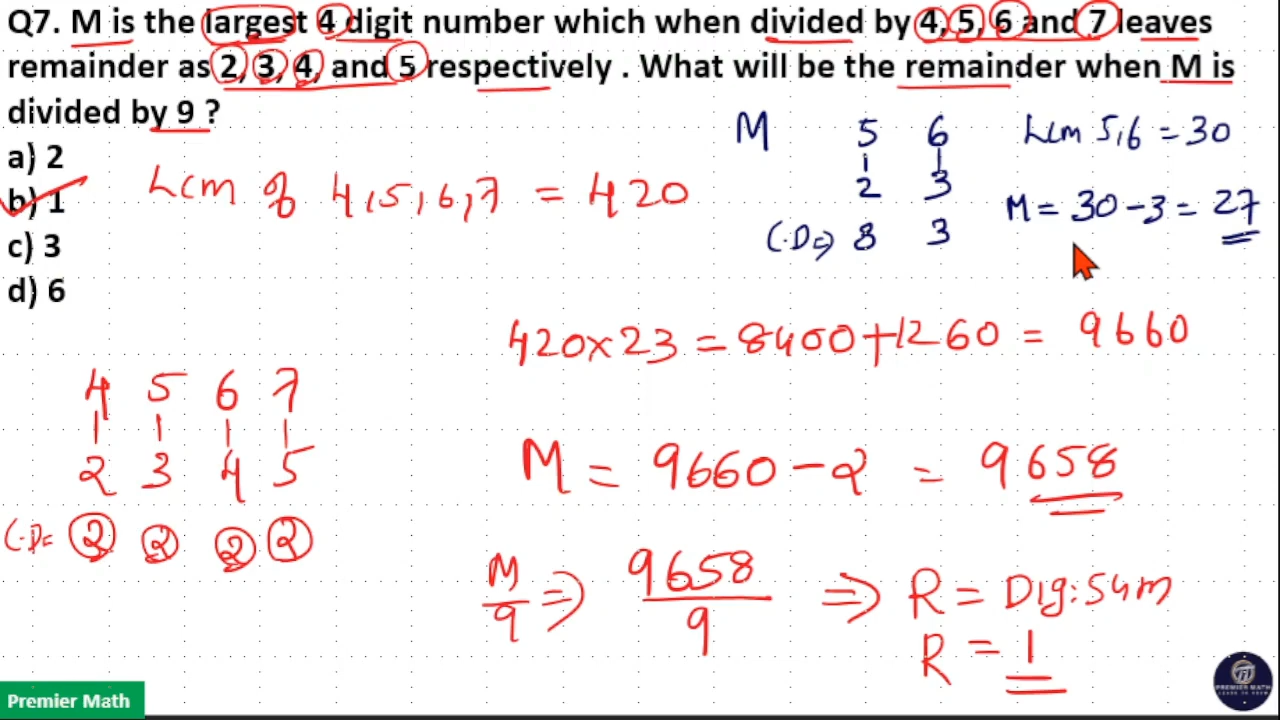 Q7. M is the largest 4 digit number which when divided by 4, 5, 6 and 7 leaves
remainder as 2, 3, 4, and 5 respectively . What will be the remainder when M is
divided by 9 ?
a) 2
b) 1
c) 3
d) 6
Lcm of 4,5,6,7 = 420
M 5 6
2 3
C.D=) 8 3
Lcm 5,6 = 30
M = 30 - 3 = 27
420 x 23 = 8400 + 1260 = 9660
4 5 6 7
2 3 4 5
C.D= 2 2 2 2
M = 9660 - 2 = 9658
M/9 => 9658/9 => R = Dig: Sum
R = 1
Premier Math
PREMIER MATH